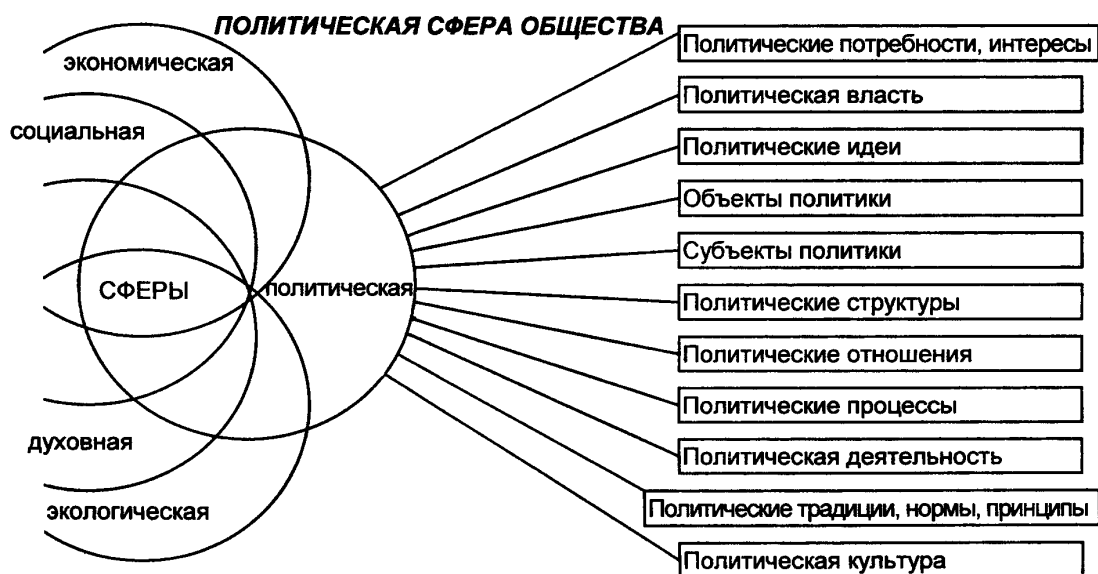 ПОЛИТИЧЕСКАЯ СФЕРА ОБЩЕСТВА
экономическая
социальная
СФЕРЫ
политическая
духовная
экологическая
Политические потребности, интересы
Политическая власть
Политические идеи
Объекты политики
Субъекты политики
Политические структуры
Политические отношения
Политические процессы
Политическая деятельность
Политические традиции, нормы, принципы
Политическая культура